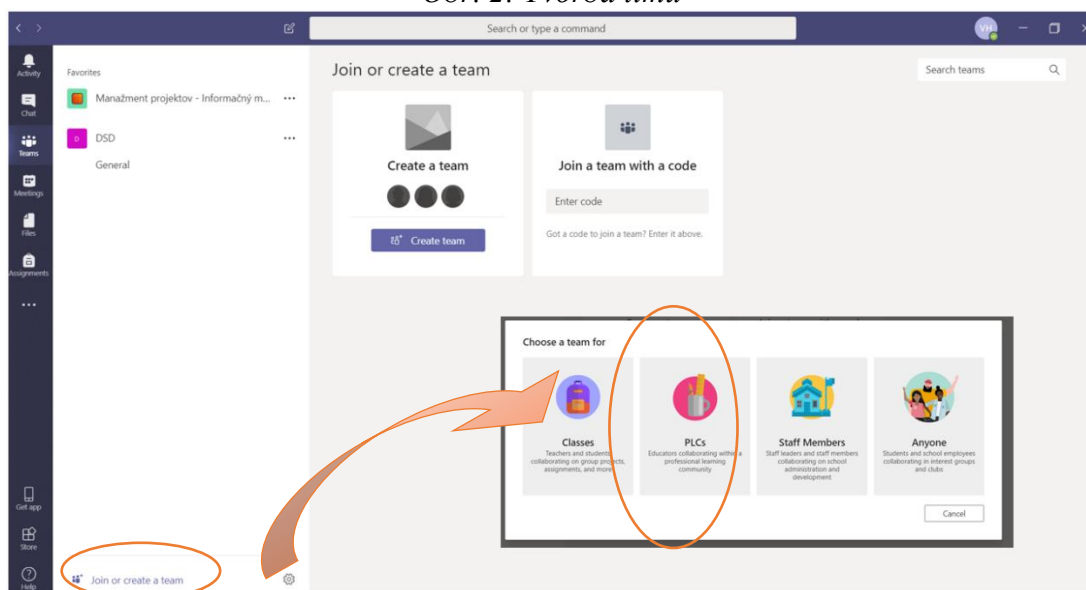 Search or type a command
VH
Activity
Chat
Teams
Meetings
Files
Assignments
Get app
Store
Help
Favorites
Manažment projektov - Informačný m...
D DSD
General
Join or create a team
Join or create a team
Search teams
Create a team
Create team
Join a team with a code
Enter code
Got a code to join a team? Enter it above.
Choose a team for
Classes
Teachers and students
collaborating on group projects,
assignments, and more
PLCs
Educators collaborating within a
professional learning
community
Staff Members
Staff leaders and staff members
collaborating on school
administration and
development
Anyone
Students and school employees
collaborating in interest groups
and clubs
Cancel